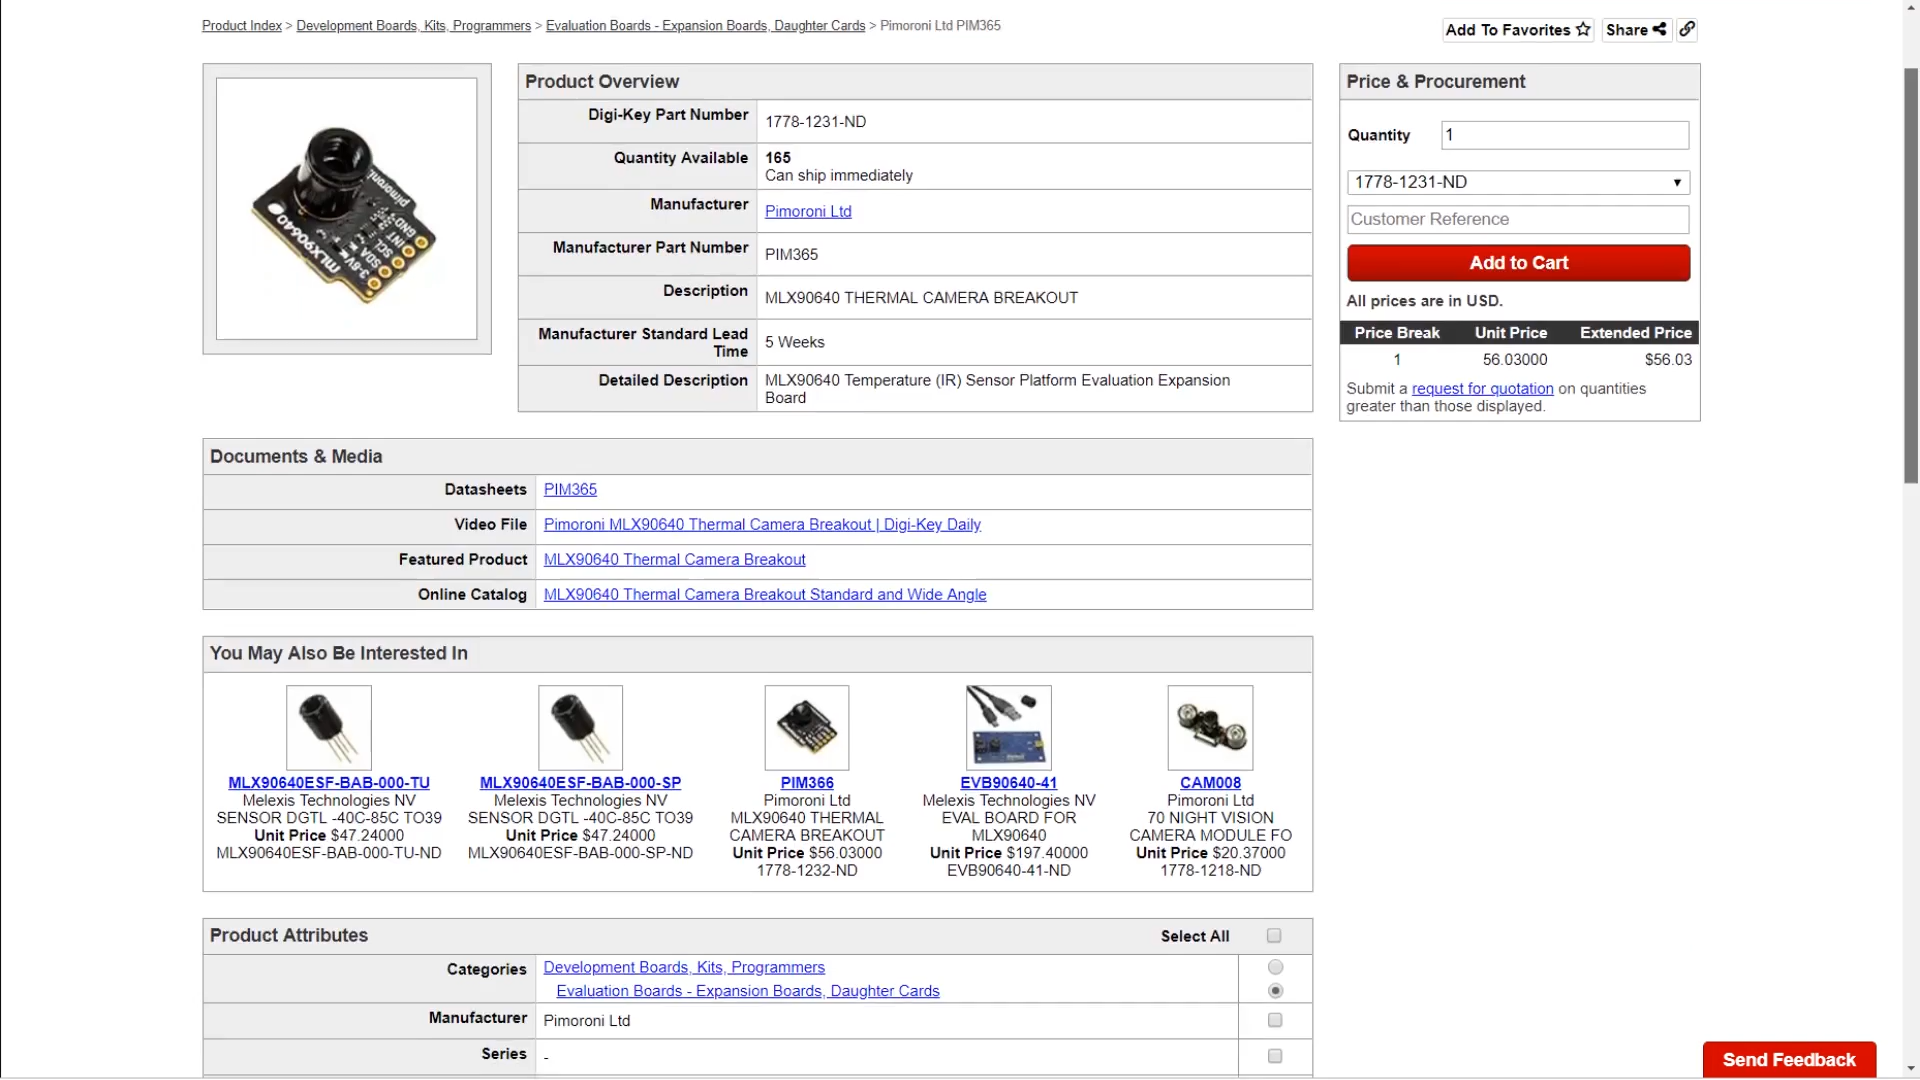 Product Index > Development Boards, Kits, Programmers > Evaluation Boards - Expansion Boards, Daughter Cards > Pimoroni Ltd PIM365
Add To Favorites
Share
Product Overview
Digi-Key Part Number 1778-1231-ND
Quantity Available 165
Can ship immediately
Manufacturer Pimoroni Ltd
Manufacturer Part Number PIM365
Description MLX90640 THERMAL CAMERA BREAKOUT
Manufacturer Standard Lead
Time 5 Weeks
Detailed Description MLX90640 Temperature (IR) Sensor Platform Evaluation Expansion
Board
pimoroni
MLX90640
3-6V
SDA
SCL
INT
GND
Price & Procurement
Quantity 1
1778-1231-ND
Customer Reference
Add to Cart
All prices are in USD.
Price Break Unit Price Extended Price
1 56.03000 $56.03
Submit a request for quotation on quantities
greater than those displayed.
Documents & Media
Datasheets PIM365
Video File Pimoroni MLX90640 Thermal Camera Breakout | Digi-Key Daily
Featured Product MLX90640 Thermal Camera Breakout
Online Catalog MLX90640 Thermal Camera Breakout Standard and Wide Angle
You May Also Be Interested In
MLX90640ESF-BAB-000-TU
Melexis Technologies NV
SENSOR DGTL -40C-85C TO39
Unit Price $47.24000
MLX90640ESF-BAB-000-TU-ND
MLX90640ESF-BAB-000-SP
Melexis Technologies NV
SENSOR DGTL -40C-85C TO39
Unit Price $47.24000
MLX90640ESF-BAB-000-SP-ND
PIM366
Pimoroni Ltd
MLX90640 THERMAL
CAMERA BREAKOUT
Unit Price $56.03000
1778-1232-ND
EVB90640-41
Melexis Technologies NV
EVAL BOARD FOR
MLX90640
Unit Price $197.40000
EVB90640-41-ND
CAM008
Pimoroni Ltd
70 NIGHT VISION
CAMERA MODULE FO
Unit Price $20.37000
1778-1218-ND
Product Attributes Select All
Categories Development Boards, Kits, Programmers
Evaluation Boards - Expansion Boards, Daughter Cards
Manufacturer Pimoroni Ltd
Series -
Send Feedback